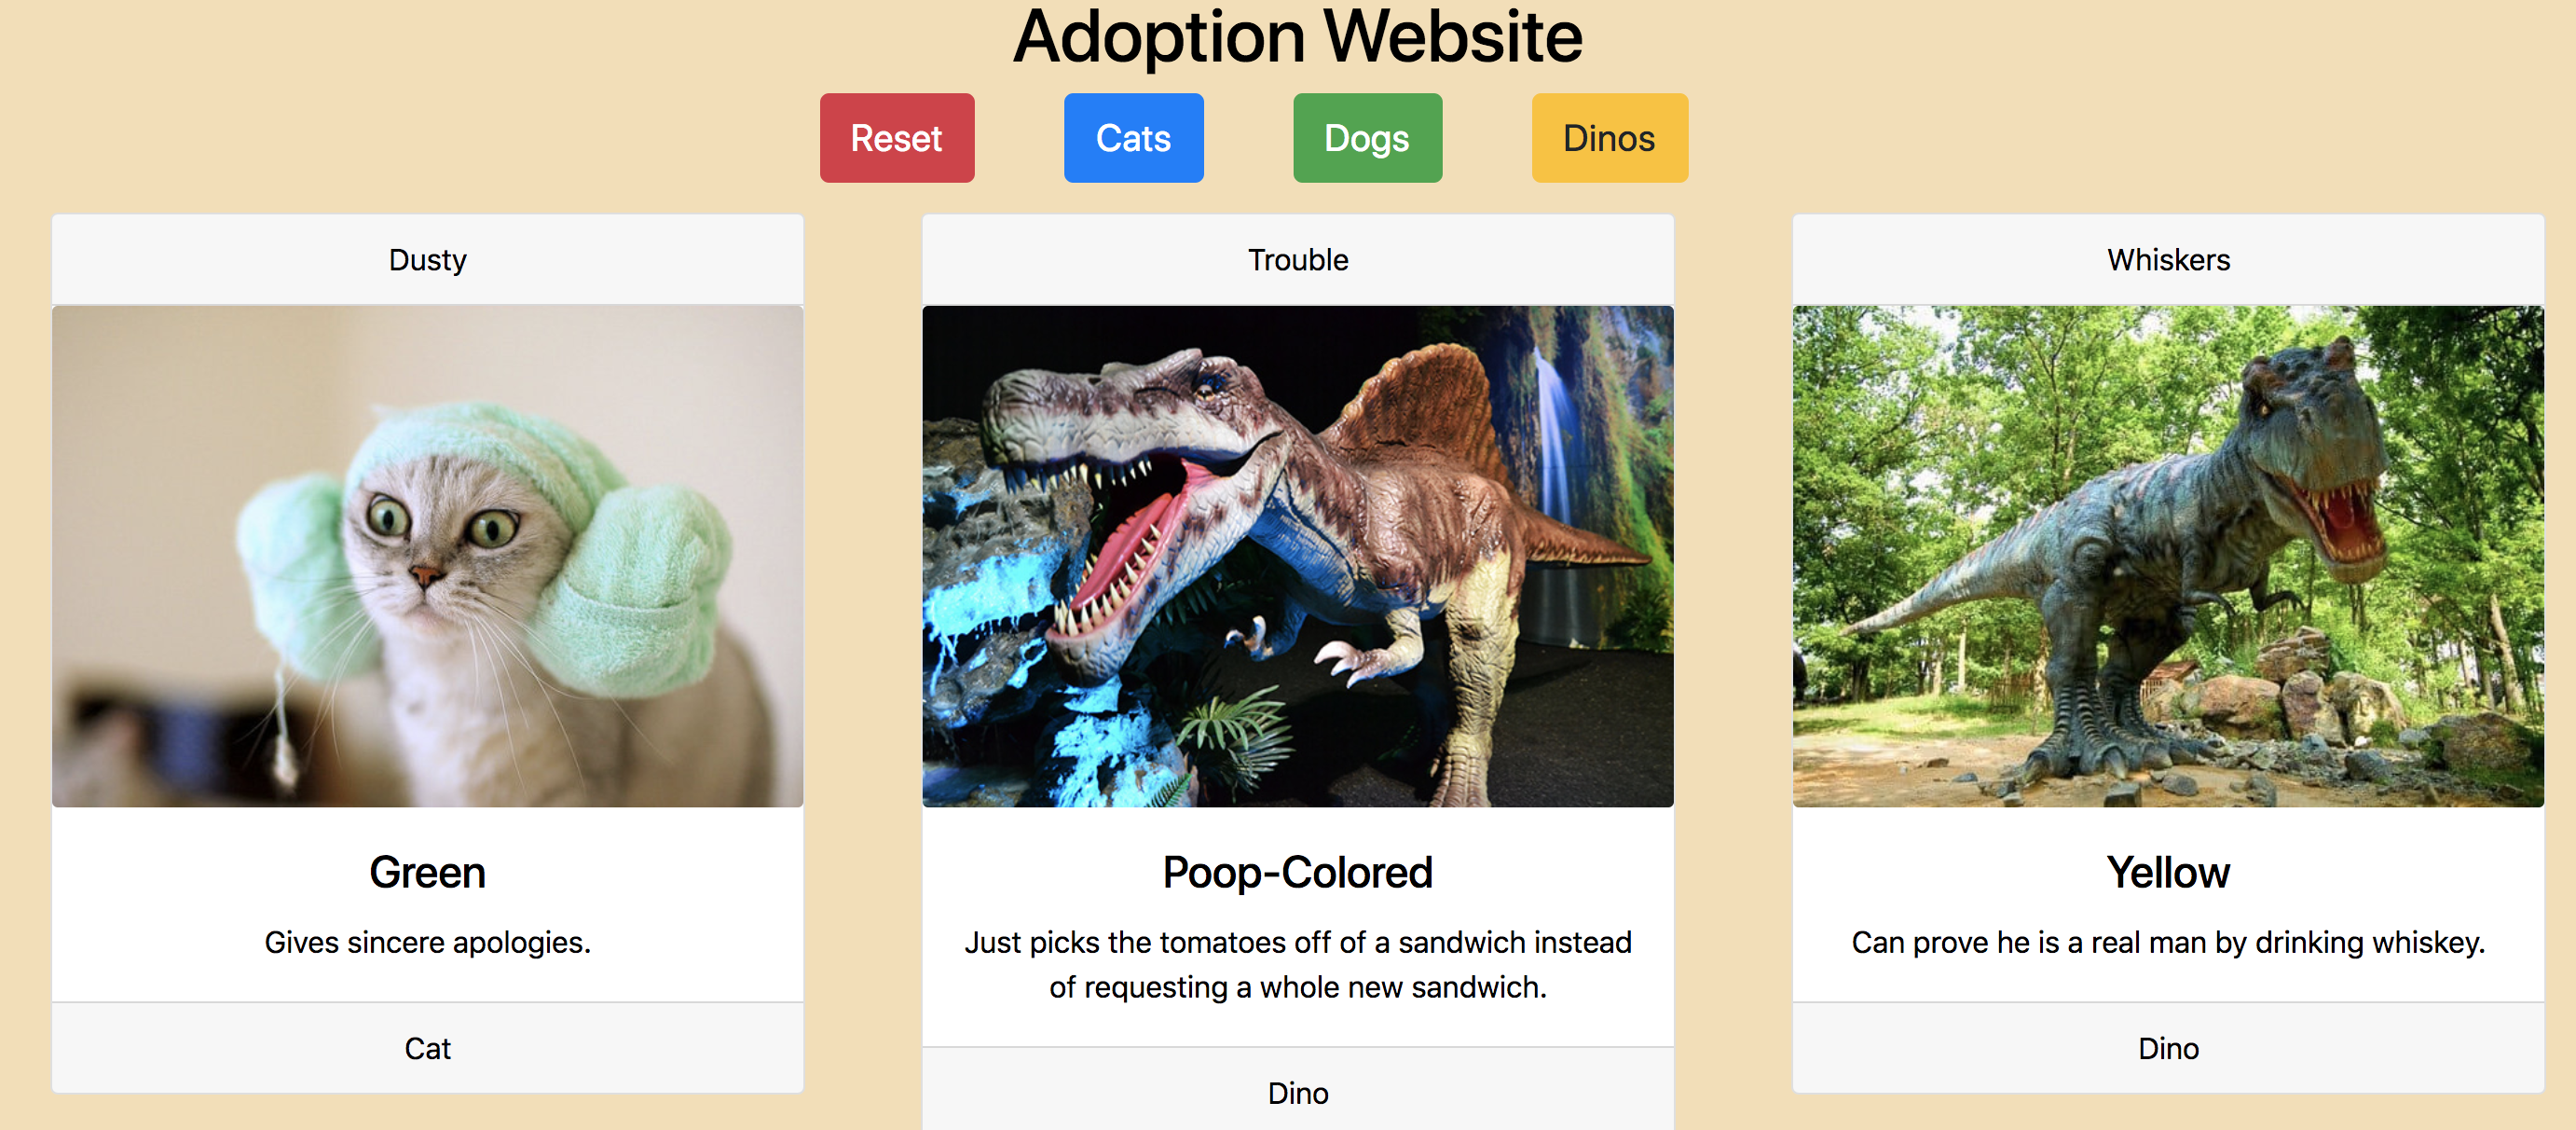 Adoption Website
Reset
Cats
Dogs
Dinos
Dusty
Green
Gives sincere apologies.
Cat
Trouble
Poop-Colored
Just picks the tomatoes off of a sandwich instead
of requesting a whole new sandwich.
Dino
Whiskers
Yellow
Can prove he is a real man by drinking whiskey.
Dino